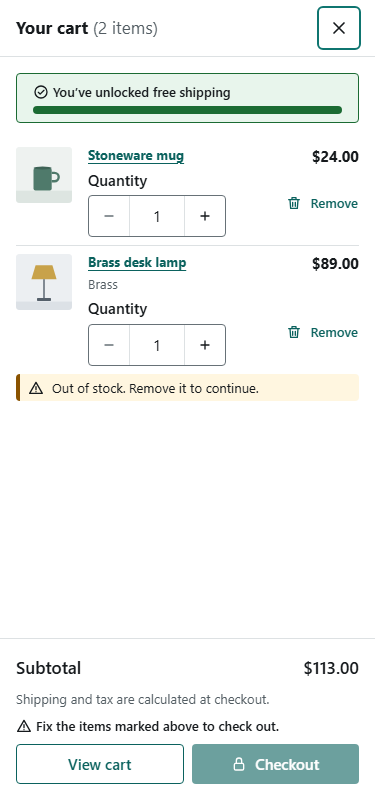 Your cart (2 items)
You've unlocked free shipping
Stoneware mug
$24.00
Quantity
− 1 +
Remove
Brass desk lamp
$89.00
Brass
Quantity
− 1 +
Remove
Out of stock. Remove it to continue.
Subtotal
$113.00
Shipping and tax are calculated at checkout.
Fix the items marked above to check out.
View cart
Checkout